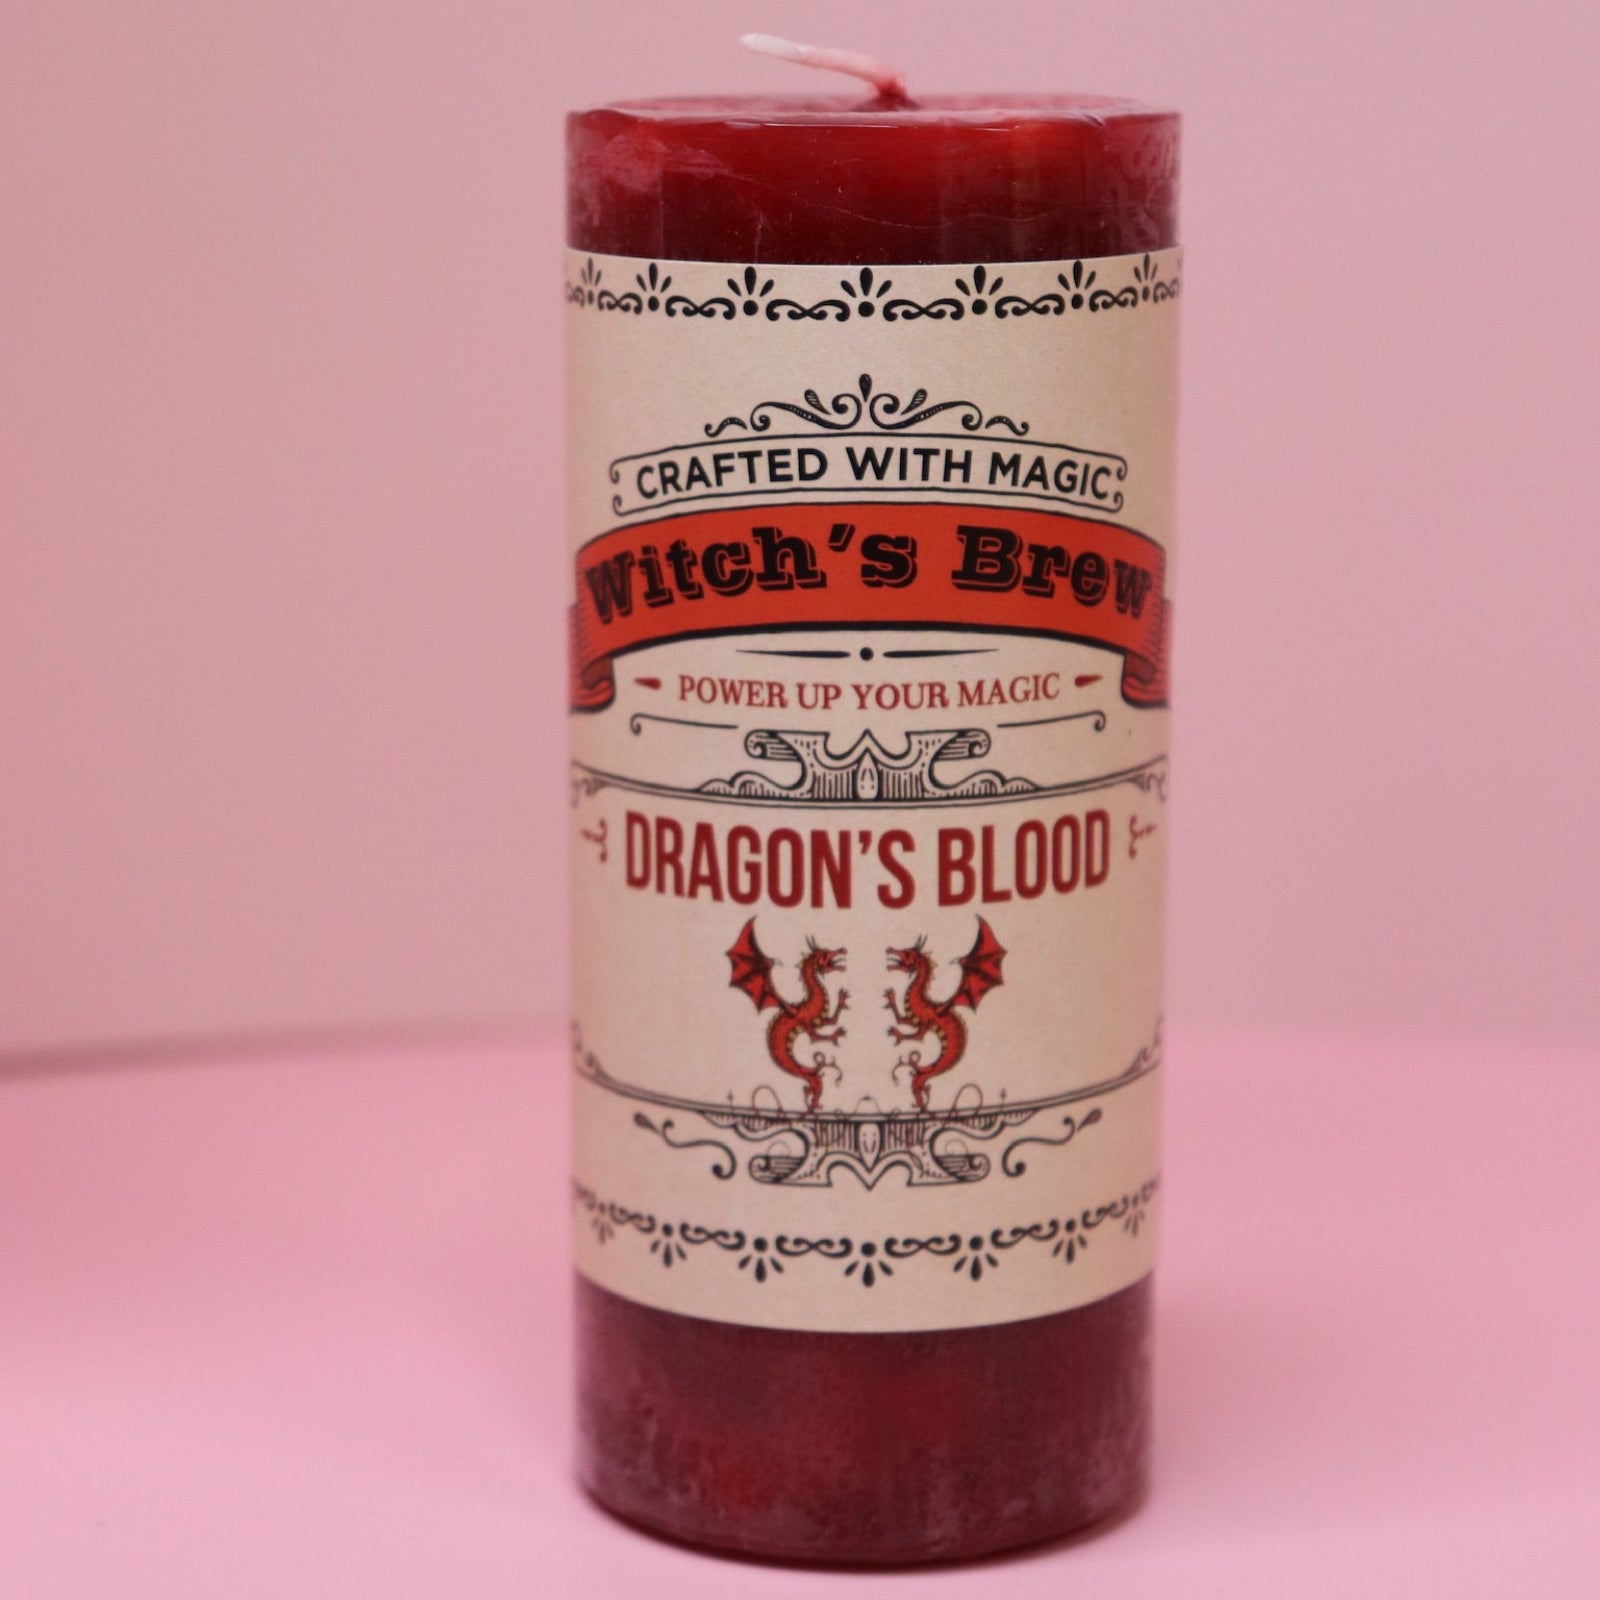 CRAFTED WITH MAGIC
Witch's Brew
POWER UP YOUR MAGIC
DRAGON'S BLOOD